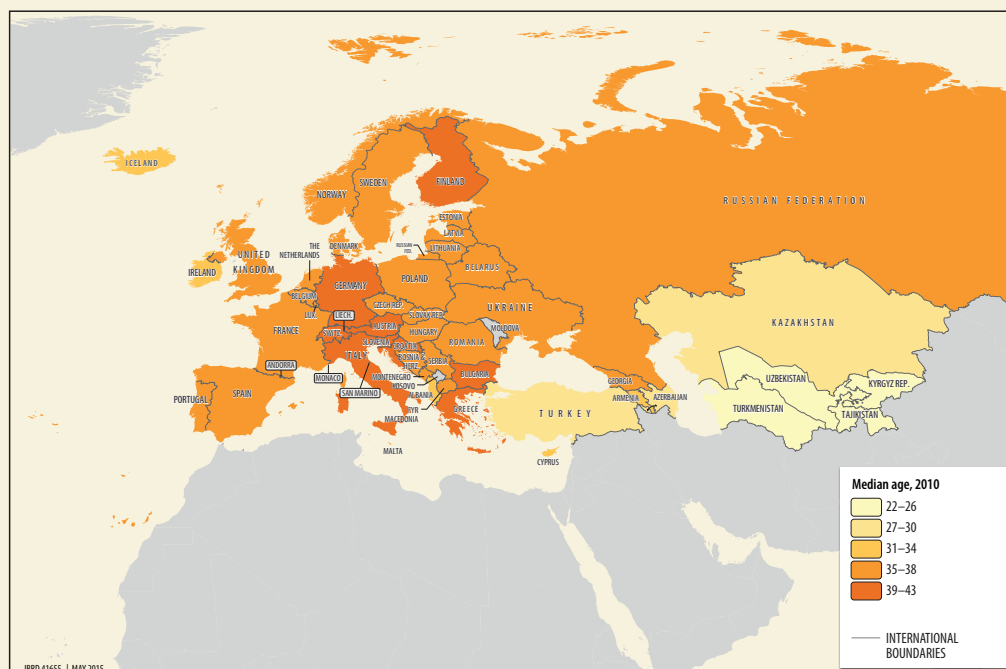 ICELAND
NORWAY
SWEDEN
FINLAND
RUSSIAN FEDERATION
ESTONIA
LATVIA
LITHUANIA
RUSSIAN
FED.
DENMARK
THE
NETHERLANDS
UNITED
KINGDOM
IRELAND
BELARUS
POLAND
GERMANY
BELGIUM
LUX.
LIECH.
CZECH REP.
SLOVAK REP.
UKRAINE
KAZAKHSTAN
FRANCE
SWITZ.
AUSTRIA
HUNGARY
MOLDOVA
SLOVENIA
CROATIA
ROMANIA
ITALY
BOSNIA &
HERZ.
SERBIA
ANDORRA
MONACO
SAN MARINO
MONTENEGRO
KOSOVO
BULGARIA
ALBANIA
FYR
MACEDONIA
GREECE
PORTUGAL
SPAIN
MALTA
CYPRUS
TURKEY
GEORGIA
ARMENIA
AZERBAIJAN
UZBEKISTAN
KYRGYZ REP.
TURKMENISTAN
TAJIKISTAN
Median age, 2010
22–26
27–30
31–34
35–38
39–43
INTERNATIONAL
BOUNDARIES
IBRD 41655 | MAY 2015